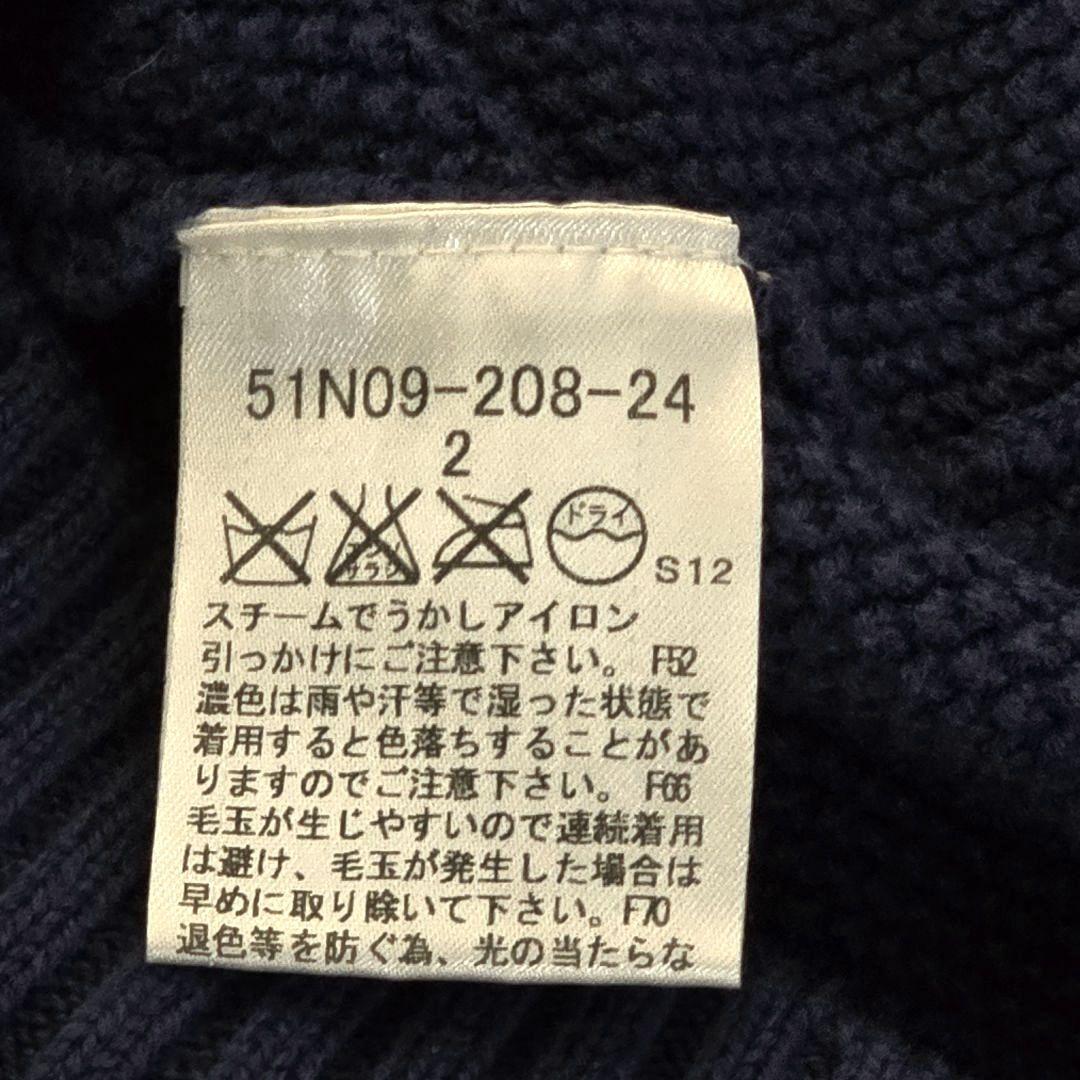 51N09-208-24
2
ドライ
S12
スチームでうかしアイロン
引っかけにご注意下さい。 F52
濃色は雨や汗等で湿った状態で
着用すると色落ちすることがあ
りますのでご注意下さい。 F66
毛玉が生じやすいので連続着用
は避け、毛玉が発生した場合は
早めに取り除いて下さい。F70
退色等を防ぐ為、光の当たらな